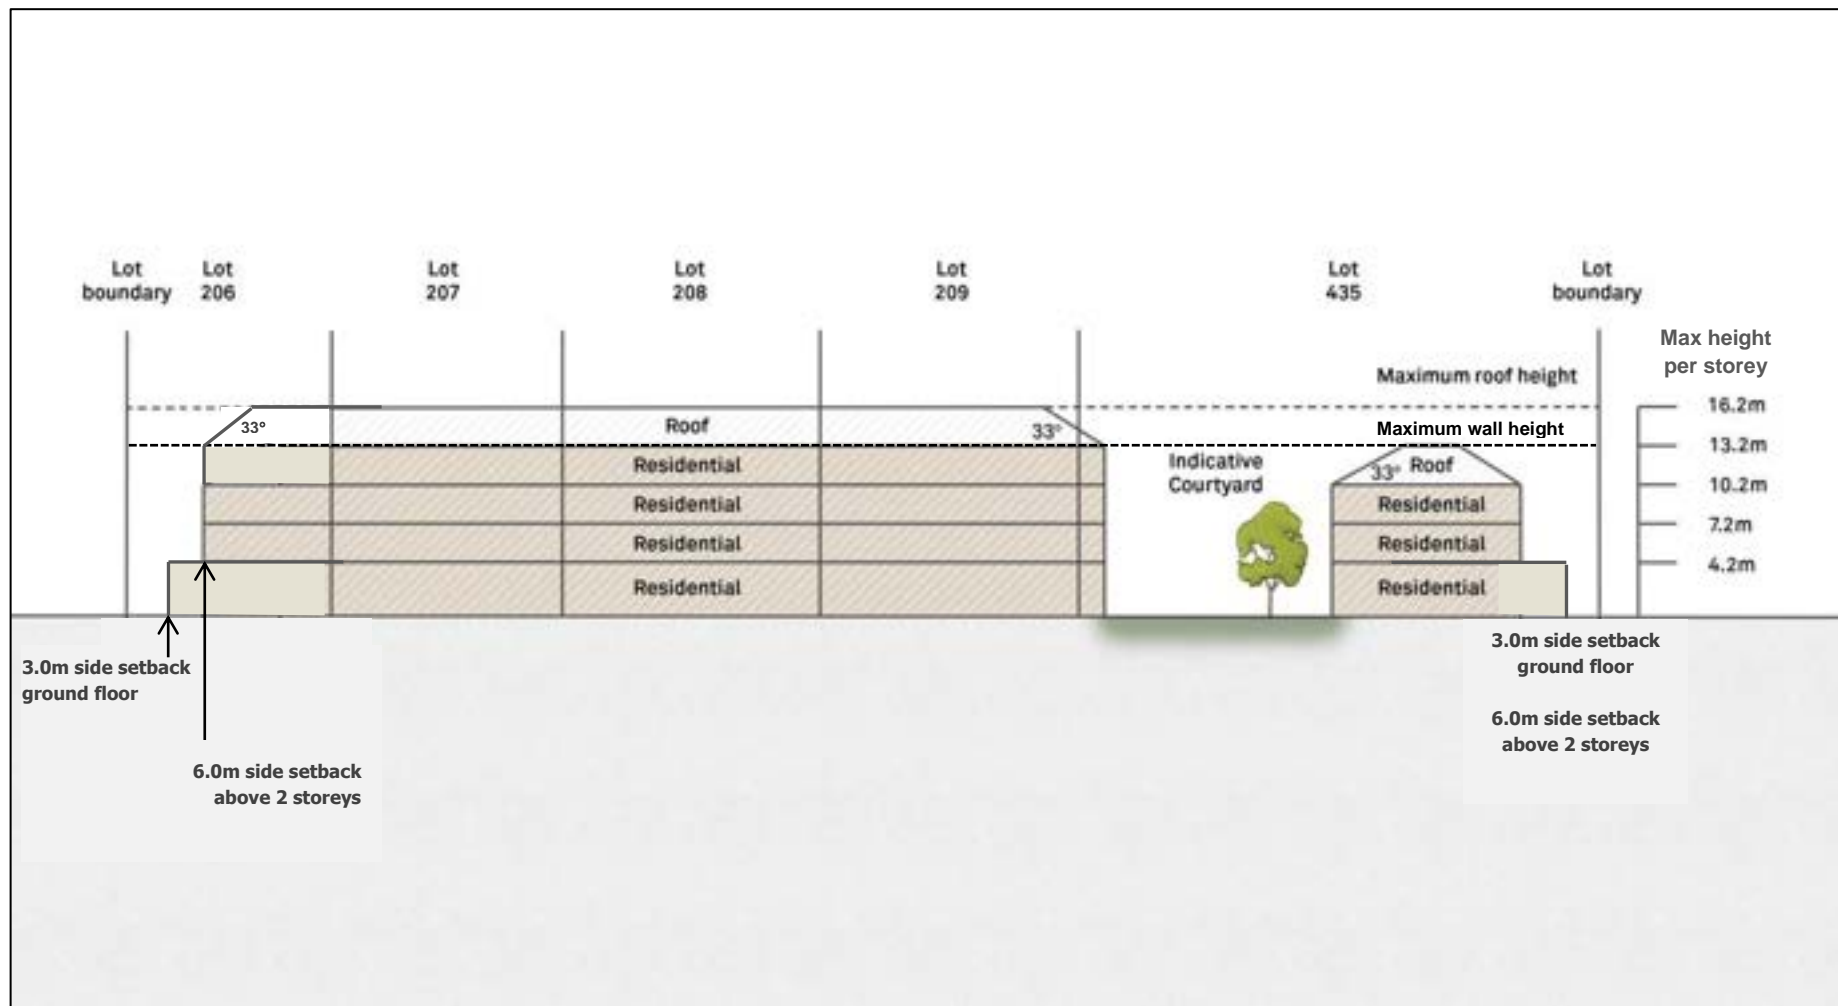 Lot
boundary
Lot
206
Lot
207
Lot
208
Lot
209
Lot
435
Lot
boundary
Max height
per storey
Maximum roof height
16.2m
33°
Roof
33°
Maximum wall height
13.2m
Residential
Indicative
Courtyard
33° Roof
10.2m
Residential
Residential
7.2m
Residential
Residential
4.2m
Residential
Residential
3.0m side setback
ground floor
6.0m side setback
above 2 storeys
3.0m side setback
ground floor
6.0m side setback
above 2 storeys